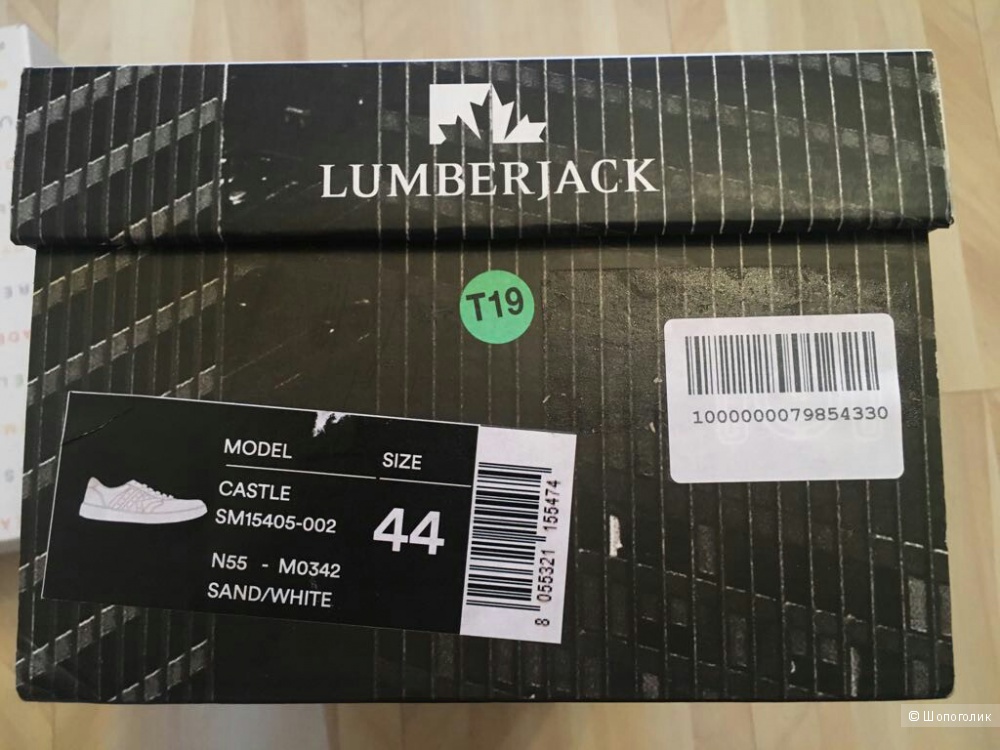 LUMBERJACK
T19
1000000079854330
MODEL
SIZE
CASTLE
SM15405-002
44
N55 - M0342
SAND/WHITE
8 055321 155474
© Шопоголик